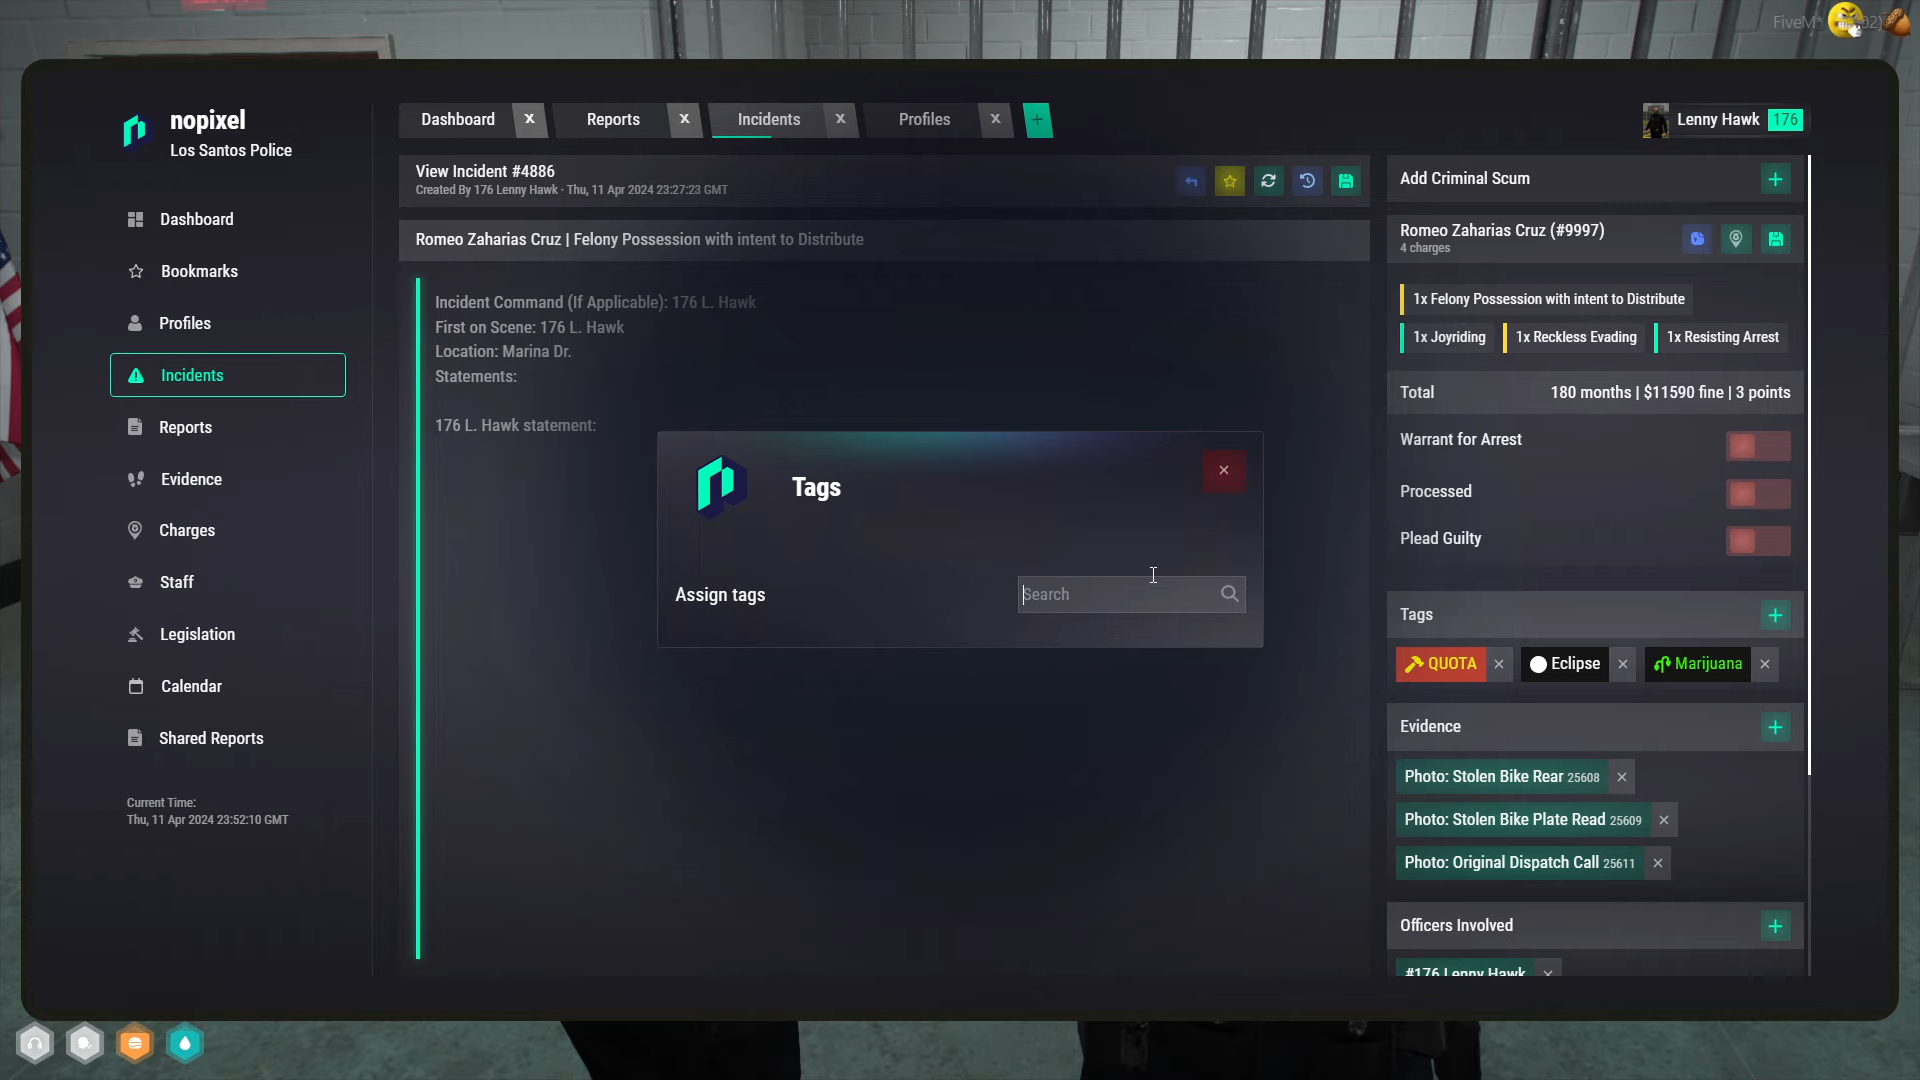 FiveM*
nopixel
Los Santos Police
Dashboard x
Reports x
Incidents x
Profiles x
+
Lenny Hawk 176
Dashboard
Bookmarks
Profiles
Incidents
Reports
Evidence
Charges
Staff
Legislation
Calendar
Shared Reports
Current Time:
Thu, 11 Apr 2024 23:52:10 GMT
View Incident #4886
Created By 176 Lenny Hawk - Thu, 11 Apr 2024 23:27:23 GMT
Romeo Zaharias Cruz | Felony Possession with intent to Distribute
Incident Command (If Applicable): 176 L. Hawk
First on Scene: 176 L. Hawk
Location: Marina Dr.
Statements:
176 L. Hawk statement:
Tags
Assign tags
Search
Add Criminal Scum
Romeo Zaharias Cruz (#9997)
4 charges
1x Felony Possession with intent to Distribute
1x Joyriding 1x Reckless Evading 1x Resisting Arrest
Total 180 months | $11590 fine | 3 points
Warrant for Arrest
Processed
Plead Guilty
Tags
QUOTA Eclipse Marijuana
Evidence
Photo: Stolen Bike Rear 25608
Photo: Stolen Bike Plate Read 25609
Photo: Original Dispatch Call 25611
Officers Involved
#176 Lenny Hawk